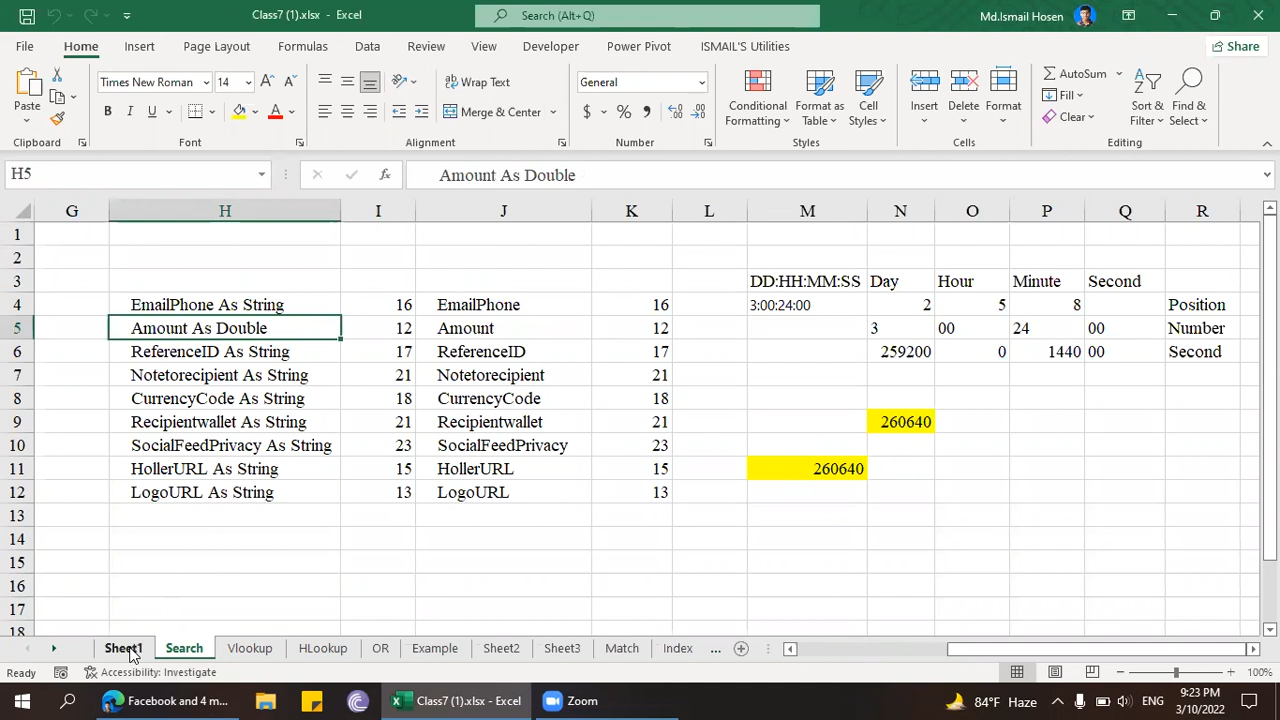 Class7 (1).xlsx - Excel
Search (Alt+Q)
Md.Ismail Hosen
File Home Insert Page Layout Formulas Data Review View Developer Power Pivot ISMAIL'S Utilities Share
Paste
Times New Roman 14
B I U
Wrap Text
Merge & Center
General
$ % ,
Conditional Formatting
Format as Table
Cell Styles
Insert
Delete
Format
AutoSum
Fill
Clear
Sort & Filter
Find & Select
Clipboard Font Alignment Number Styles Cells Editing
H5 fx Amount As Double
G H I J K L M N O P Q R
1
2
3 DD:HH:MM:SS Day Hour Minute Second
4 EmailPhone As String 16 EmailPhone 16 3:00:24:00 2 5 8 Position
5 Amount As Double 12 Amount 12 3 00 24 00 Number
6 ReferenceID As String 17 ReferenceID 17 259200 0 1440 00 Second
7 Notetorecipient As String 21 Notetorecipient 21
8 CurrencyCode As String 18 CurrencyCode 18
9 Recipientwallet As String 21 Recipientwallet 21 260640
10 SocialFeedPrivacy As String 23 SocialFeedPrivacy 23
11 HollerURL As String 15 HollerURL 15 260640
12 LogoURL As String 13 LogoURL 13
13
14
15
16
17
18
Sheet1 Search Vlookup HLookup OR Example Sheet2 Sheet3 Match Index ...
Ready Accessibility: Investigate 100%
Facebook and 4 m... Class7 (1).xlsx - Excel Zoom 84°F Haze ENG 9:23 PM
3/10/2022